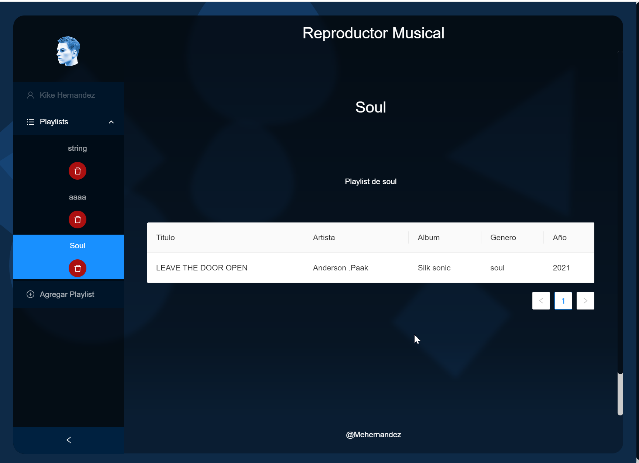 Reproductor Musical
Kike Hernandez
Playlists
string
aaaa
Soul
Agregar Playlist
Soul
Playlist de soul
Titulo Artista Album Genero Año
LEAVE THE DOOR OPEN Anderson .Paak Silk sonic soul 2021
1
@Mehernandez